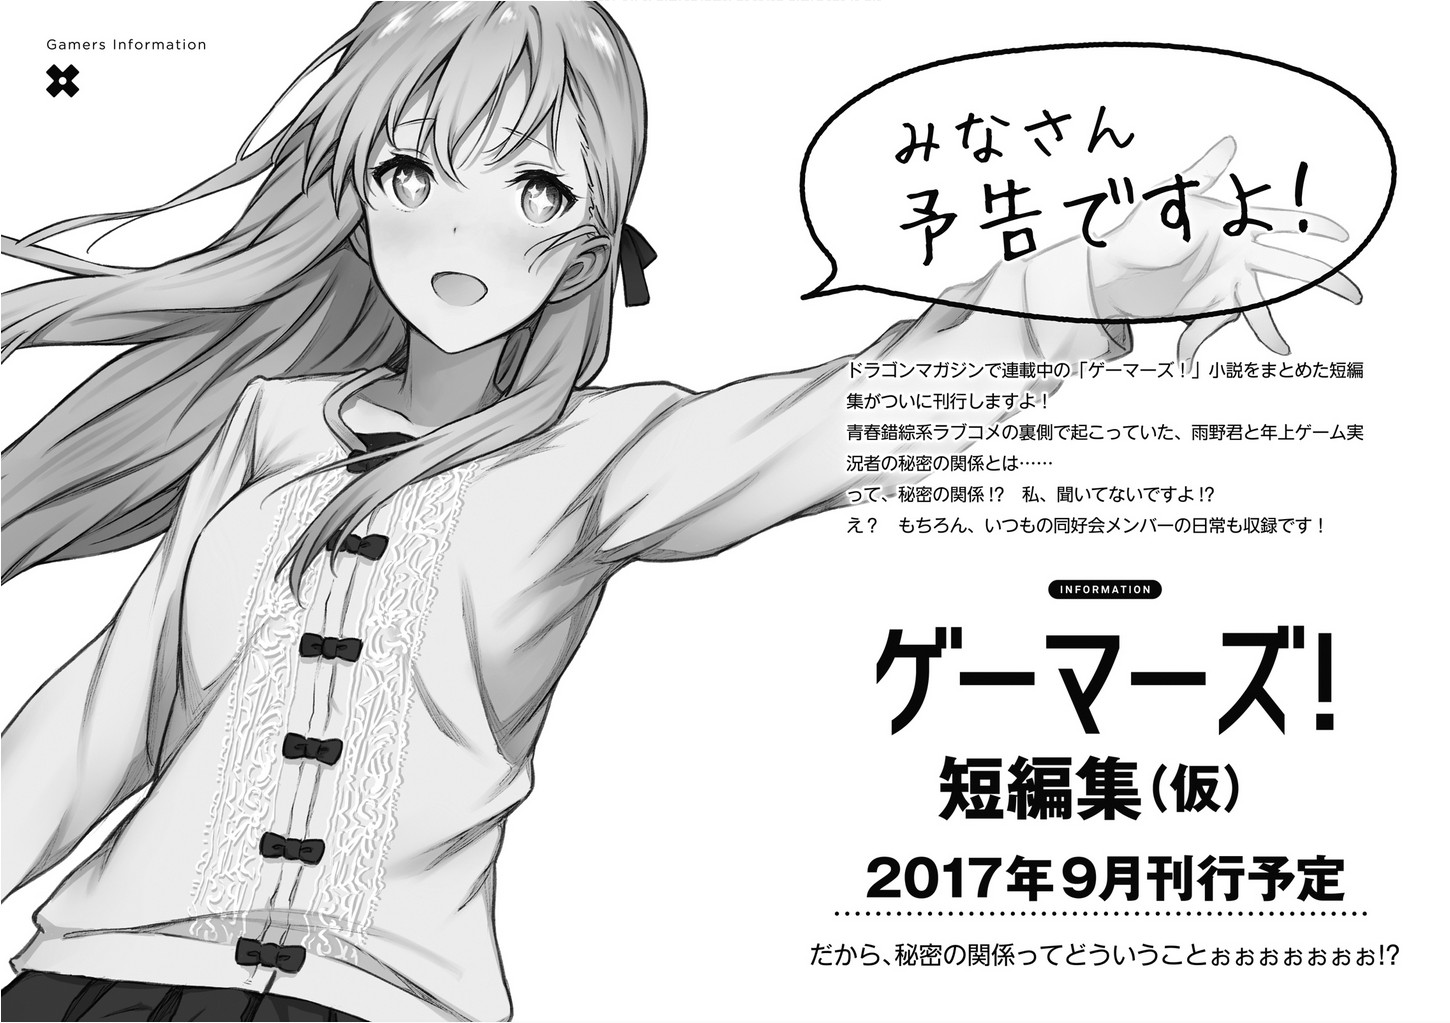 Gamers Information
みなさん
予告ですよ!
ドラゴンマガジンで連載中の「ゲーマーズ!」小説をまとめた短編
集がついに刊行しますよ!
青春錯綜系ラブコメの裏側で起こっていた、雨野君と年上ゲーム実
況者の秘密の関係とは……
って、秘密の関係!? 私、聞いてないですよ!?
え? もちろん、いつもの同好会メンバーの日常も収録です!
INFORMATION
ゲーマーズ!
短編集(仮)
2017年9月刊行予定
だから、秘密の関係ってどういうことぉぉぉぉぉぉぉ!?